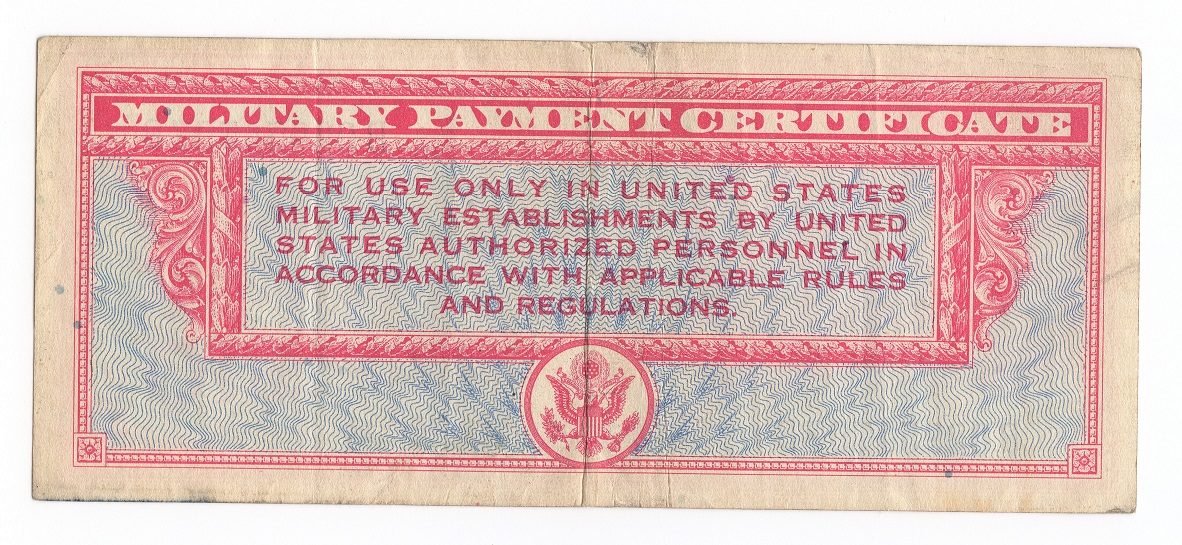 MILITARY PAYMENT CERTIFICATE
FOR USE ONLY IN UNITED STATES
MILITARY ESTABLISHMENTS BY UNITED
STATES AUTHORIZED PERSONNEL IN
ACCORDANCE WITH APPLICABLE RULES
AND REGULATIONS.